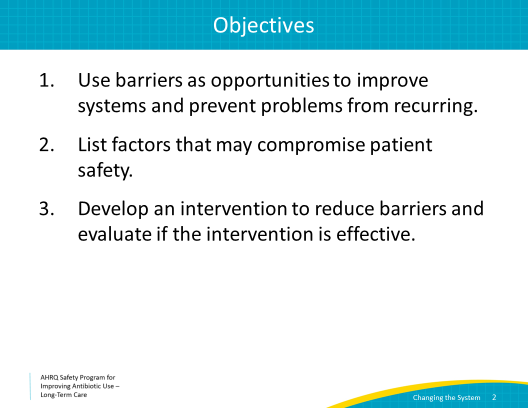 Objectives
1. Use barriers as opportunities to improve
systems and prevent problems from recurring.
2. List factors that may compromise patient
safety.
3. Develop an intervention to reduce barriers and
evaluate if the intervention is effective.
AHRQ Safety Program for
Improving Antibiotic Use –
Long-Term Care
Changing the System 2